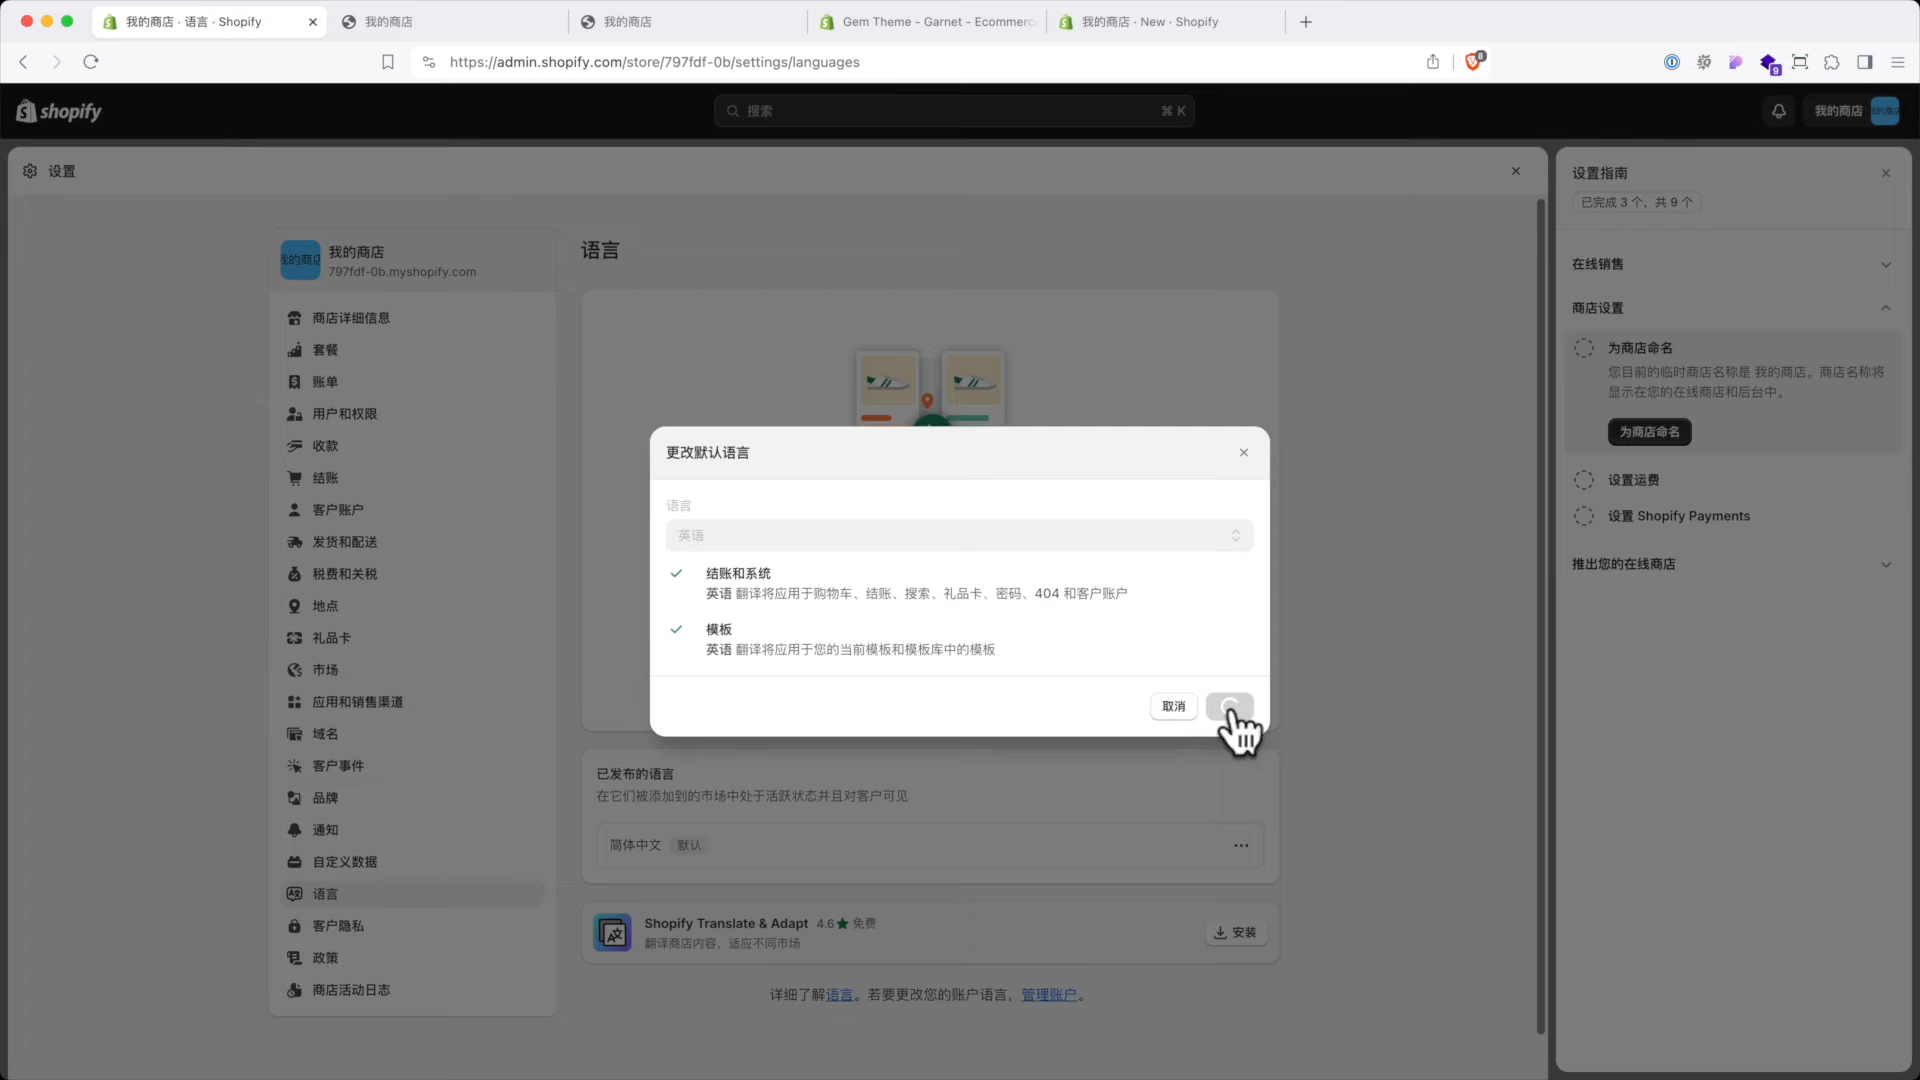 我的商店 · 语言 · Shopify
我的商店
我的商店
Gem Theme - Garnet - Ecommerc
我的商店 · New · Shopify
https://admin.shopify.com/store/797fdf-0b/settings/languages
8
9
shopify
搜索
⌘ K
我的商店
设置
我的商店
797fdf-0b.myshopify.com
商店详细信息
套餐
账单
用户和权限
收款
结账
客户账户
发货和配送
税费和关税
地点
礼品卡
市场
应用和销售渠道
域名
客户事件
品牌
通知
自定义数据
语言
客户隐私
政策
商店活动日志
语言
更改默认语言
语言
英语
结账和系统
英语 翻译将应用于购物车、结账、搜索、礼品卡、密码、404 和客户账户
模板
英语 翻译将应用于您的当前模板和模板库中的模板
取消
已发布的语言
在它们被添加到的市场中处于活跃状态并且对客户可见
简体中文 默认
Shopify Translate & Adapt 4.6★ 免费
翻译商店内容，适应不同市场
安装
详细了解语言。若要更改您的账户语言，管理账户。
设置指南
已完成 3 个，共 9 个
在线销售
商店设置
为商店命名
您目前的临时商店名称是 我的商店。商店名称将
显示在您的在线商店和后台中。
为商店命名
设置运费
设置 Shopify Payments
推出您的在线商店